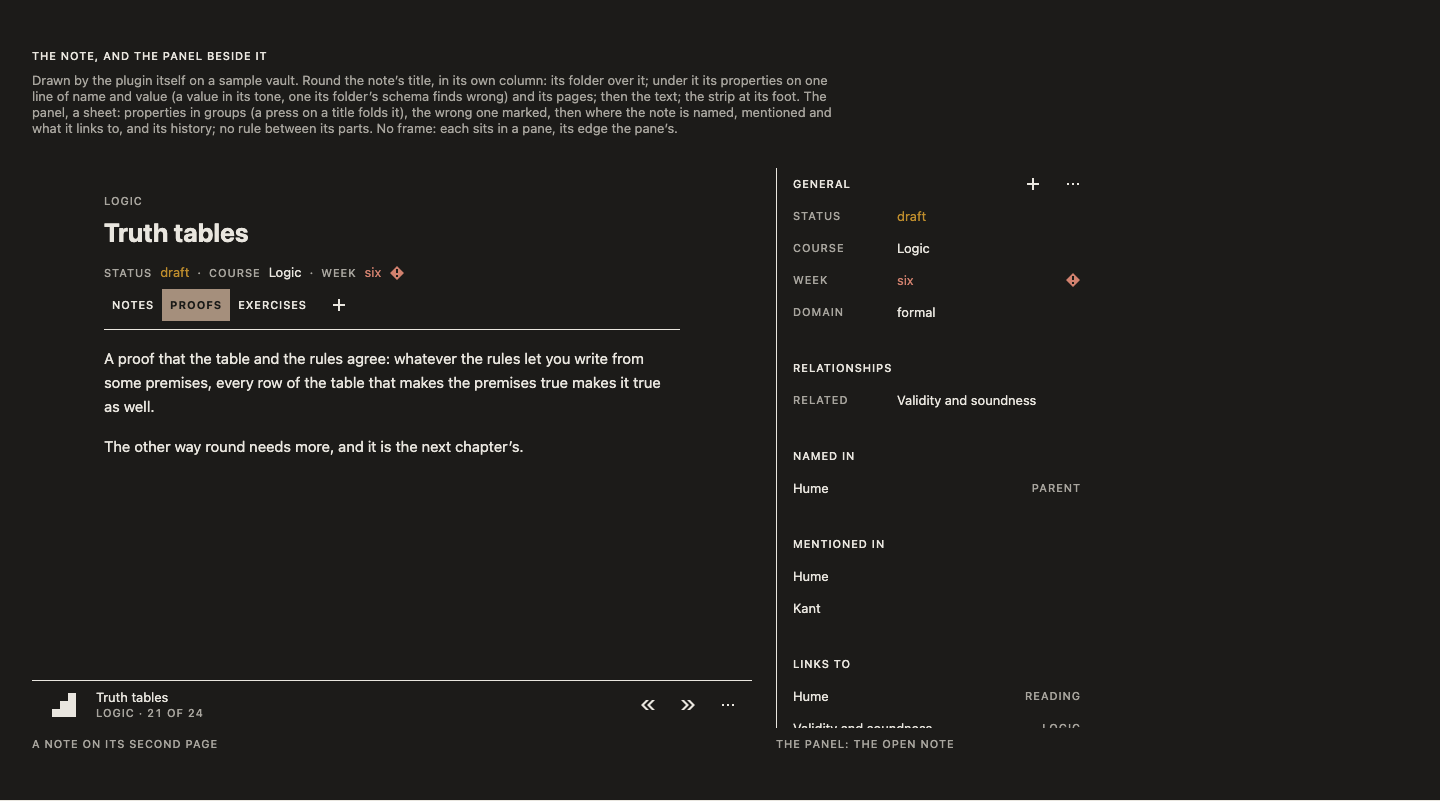 THE NOTE, AND THE PANEL BESIDE IT
Drawn by the plugin itself on a sample vault. Round the note's title, in its own column: its folder over it; under it its properties on one
line of name and value (a value in its tone, one its folder's schema finds wrong) and its pages; then the text; the strip at its foot. The
panel, a sheet: properties in groups (a press on a title folds it), the wrong one marked, then where the note is named, mentioned and
what it links to, and its history; no rule between its parts. No frame: each sits in a pane, its edge the pane's.
LOGIC
Truth tables
STATUS draft · COURSE Logic · WEEK six
NOTES PROOFS EXERCISES +
A proof that the table and the rules agree: whatever the rules let you write from
some premises, every row of the table that makes the premises true makes it true
as well.
The other way round needs more, and it is the next chapter's.
Truth tables
LOGIC · 21 OF 24
A NOTE ON ITS SECOND PAGE
GENERAL
STATUS draft
COURSE Logic
WEEK six
DOMAIN formal
RELATIONSHIPS
RELATED Validity and soundness
NAMED IN
Hume PARENT
MENTIONED IN
Hume
Kant
LINKS TO
Hume READING
Validity and soundness LOGIC
THE PANEL: THE OPEN NOTE